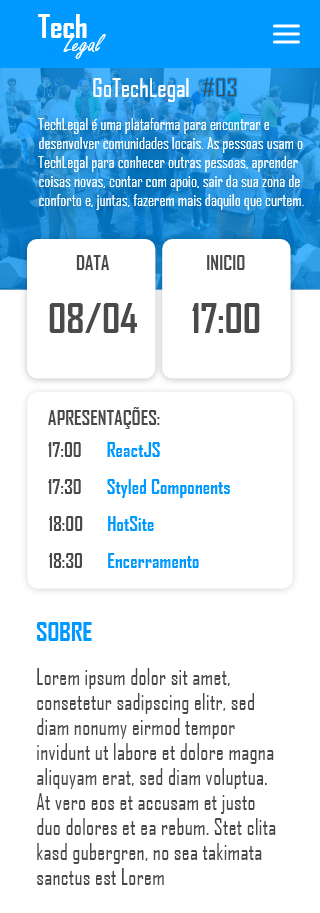 Tech
Legal
GoTechLegal #03
TechLegal é uma plataforma para encontrar e
desenvolver comunidades locais. As pessoas usam o
TechLegal para conhecer outras pessoas, aprender
coisas novas, contar com apoio, sair da sua zona de
conforto e, juntas, fazerem mais daquilo que curtem.
DATA
08/04
INICIO
17:00
APRESENTAÇÕES:
17:00 ReactJS
17:30 Styled Components
18:00 HotSite
18:30 Encerramento
SOBRE
Lorem ipsum dolor sit amet,
consetetur sadipscing elitr, sed
diam nonumy eirmod tempor
invidunt ut labore et dolore magna
aliquyam erat, sed diam voluptua.
At vero eos et accusam et justo
duo dolores et ea rebum. Stet clita
kasd gubergren, no sea takimata
sanctus est Lorem